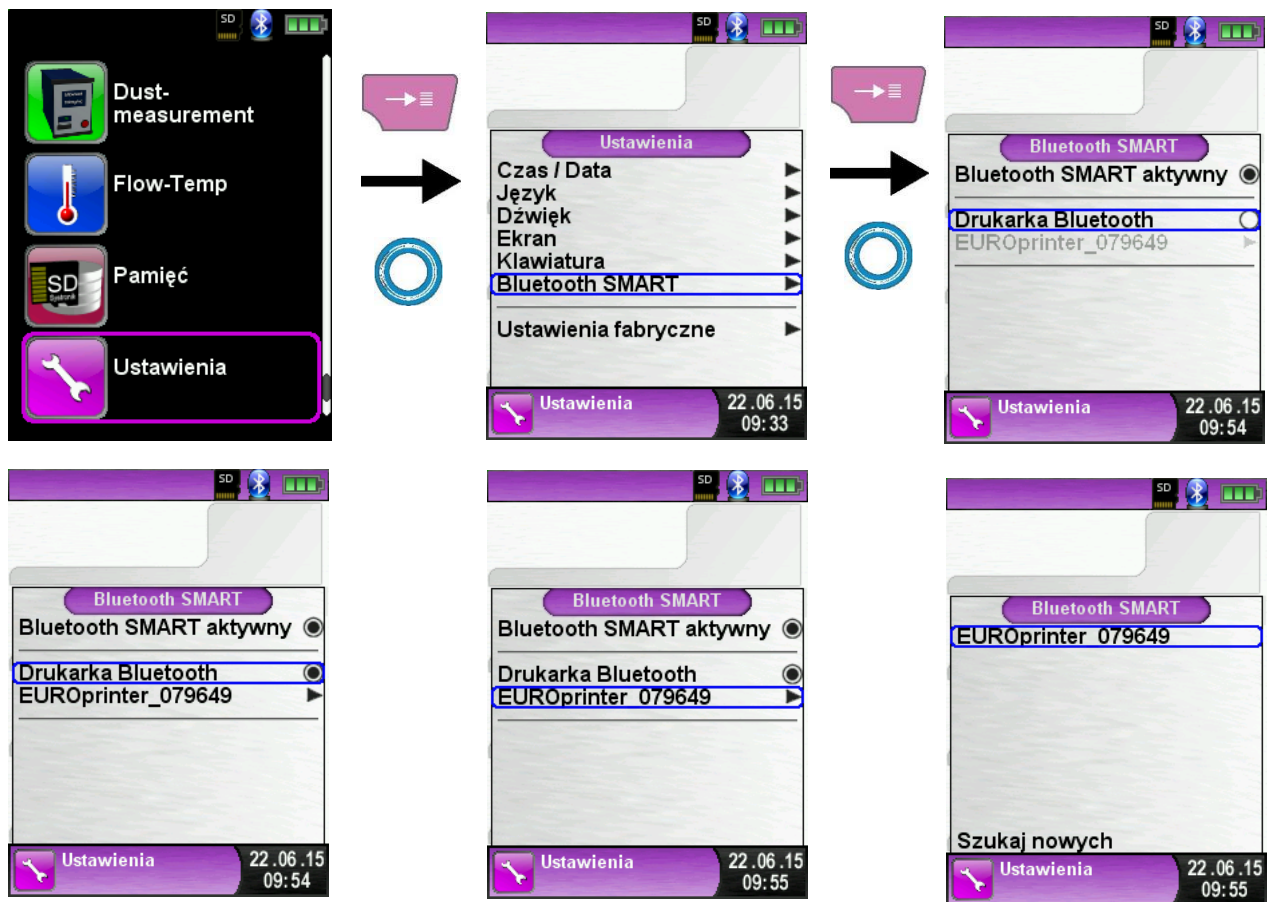 SD
Dust-
measurement
Flow-Temp
SD
Pamięć
Ustawienia
SD
Ustawienia
Czas / Data
Język
Dźwięk
Ekran
Klawiatura
Bluetooth SMART
Ustawienia fabryczne
Ustawienia
22.06.15
09:33
SD
Bluetooth SMART
Bluetooth SMART aktywny
Drukarka Bluetooth
EUROprinter_079649
Ustawienia
22.06.15
09:54
SD
Bluetooth SMART
Bluetooth SMART aktywny
Drukarka Bluetooth
EUROprinter_079649
Ustawienia
22.06.15
09:54
SD
Bluetooth SMART
Bluetooth SMART aktywny
Drukarka Bluetooth
EUROprinter_079649
Ustawienia
22.06.15
09:55
SD
Bluetooth SMART
EUROprinter_079649
Szukaj nowych
Ustawienia
22.06.15
09:55